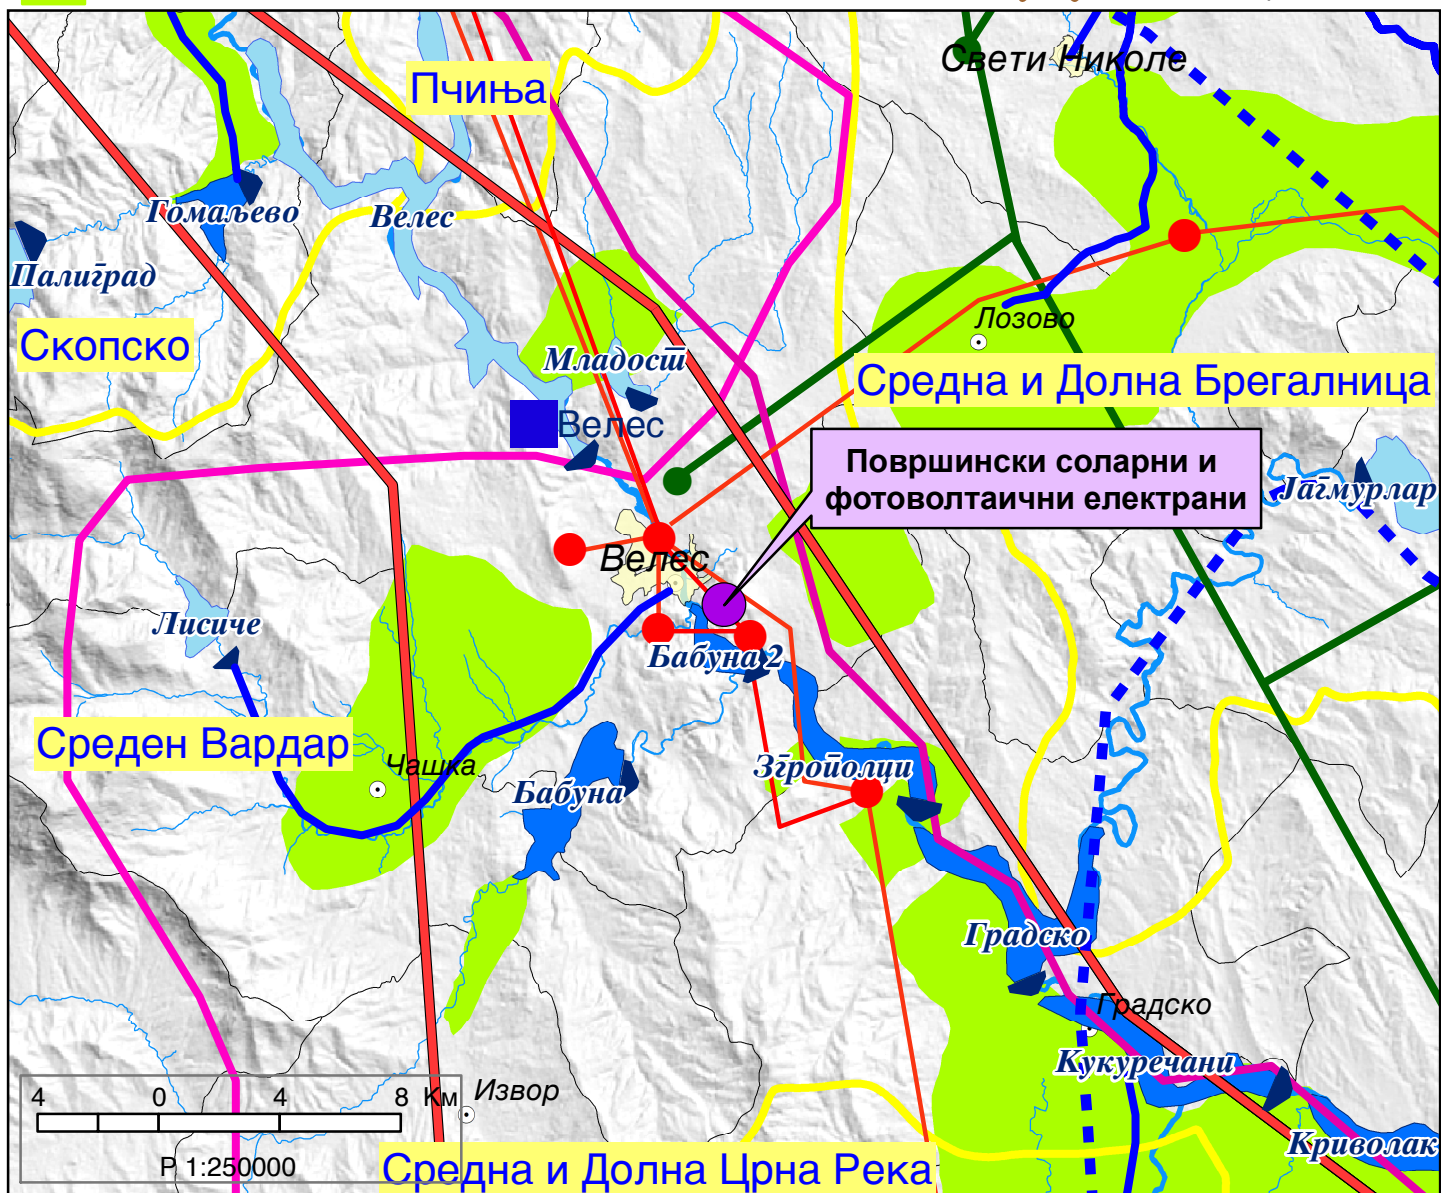 Свети Николе
Пчиња
Гомаљево
Велес
Палиград
Скопско
Лозово
Младост
Средна и Долна Брегалница
Велес
Површински соларни и
фотоволтаични електрани
Јагмурлар
Велес
Лисиче
Бабуна 2
Среден Вардар
Чашка
Згрополци
Бабуна
Градско
Градско
Кукуречани
Извор
4 0 4 8 Км
Р 1:250000
Криволак
Средна и Долна Црна Река